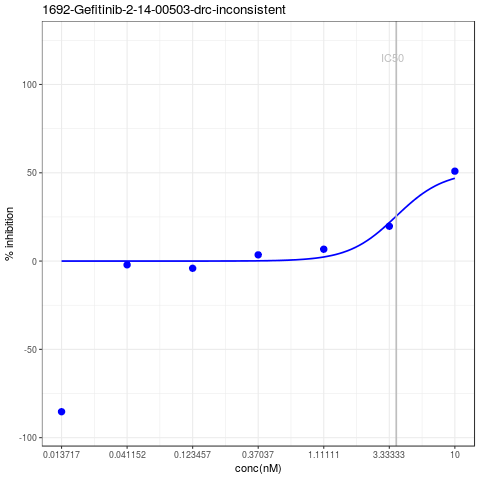 1692-Gefitinib-2-14-00503-drc-inconsistent
IC50
100
50
0
-50
-100
% inhibition
0.013717 0.041152 0.123457 0.37037 1.11111 3.33333 10
conc(nM)